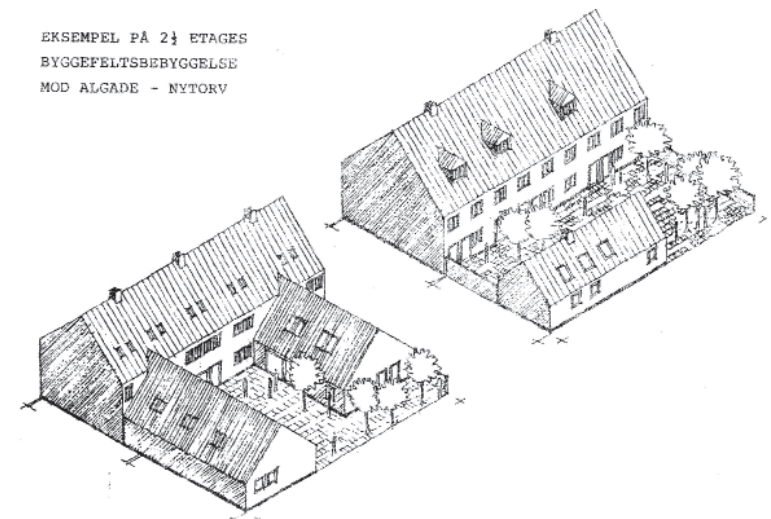 EKSEMPEL PÅ 2½ ETAGES
BYGGEFELTSBEBYGGELSE
MOD ALGADE - NYTORV